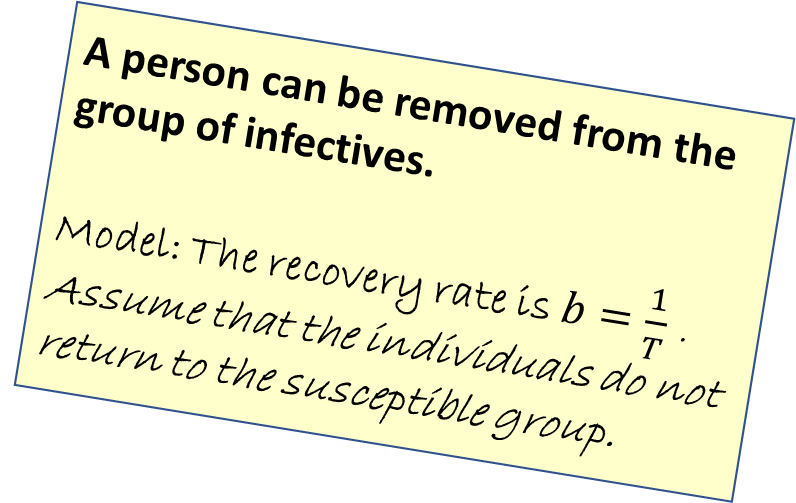 A person can be removed from the
group of infectives.
Model: The recovery rate is b = 1/T.
Assume that the individuals do not
return to the susceptible group.